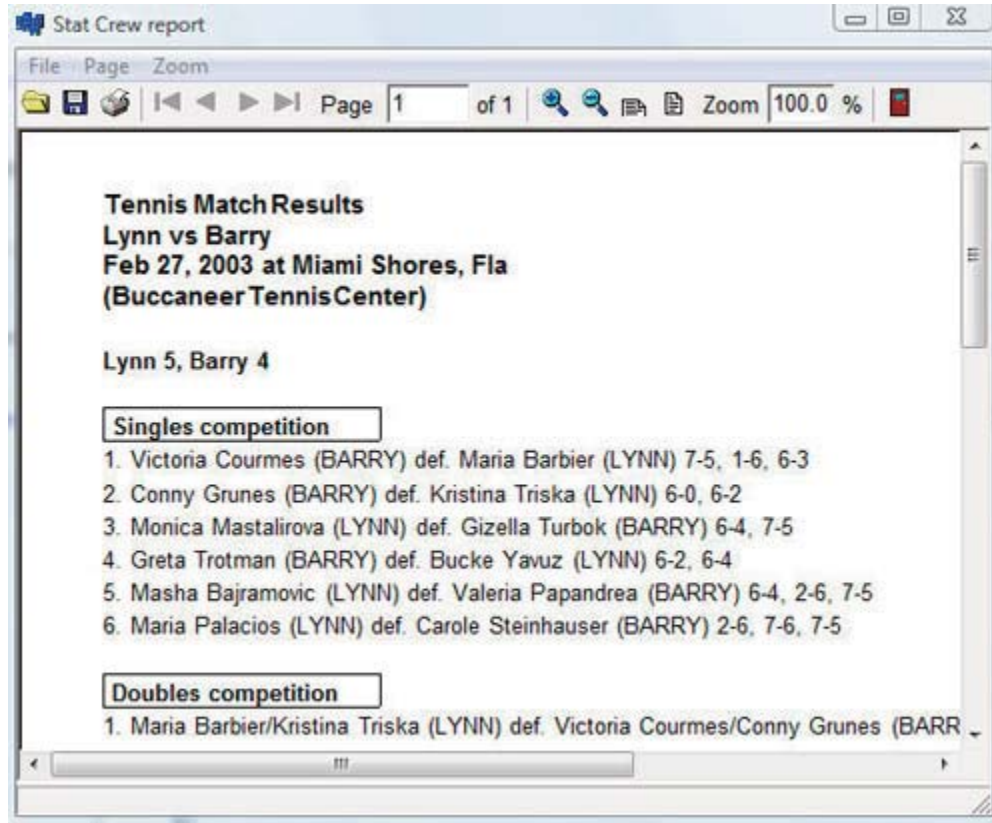 Stat Crew report
File Page Zoom
Page 1 of 1 Zoom 100.0 %
Tennis Match Results
Lynn vs Barry
Feb 27, 2003 at Miami Shores, Fla
(Buccaneer Tennis Center)
Lynn 5, Barry 4
Singles competition
1. Victoria Courmes (BARRY) def. Maria Barbier (LYNN) 7-5, 1-6, 6-3
2. Conny Grunes (BARRY) def. Kristina Triska (LYNN) 6-0, 6-2
3. Monica Mastalirova (LYNN) def. Gizella Turbok (BARRY) 6-4, 7-5
4. Greta Trotman (BARRY) def. Bucke Yavuz (LYNN) 6-2, 6-4
5. Masha Bajramovic (LYNN) def. Valeria Papandrea (BARRY) 6-4, 2-6, 7-5
6. Maria Palacios (LYNN) def. Carole Steinhauser (BARRY) 2-6, 7-6, 7-5
Doubles competition
1. Maria Barbier/Kristina Triska (LYNN) def. Victoria Courmes/Conny Grunes (BARR